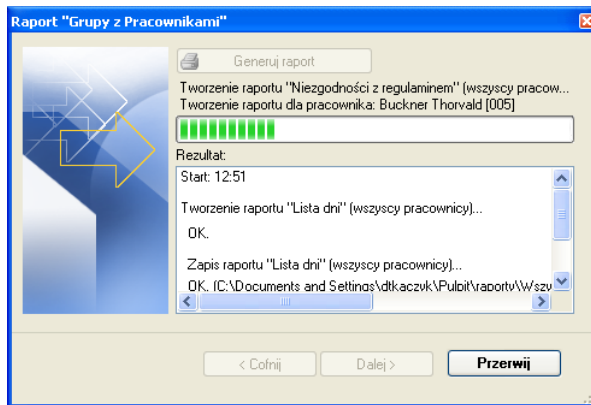 Raport "Grupy z Pracownikami"
Generuj raport
Tworzenie raportu "Niezgodności z regulaminem" (wszyscy pracow...
Tworzenie raportu dla pracownika: Buckner Thorvald [005]
Rezultat:
Start: 12:51
Tworzenie raportu "Lista dni" (wszyscy pracownicy)...
OK.
Zapis raportu "Lista dni" (wszyscy pracownicy)...
OK. [C:\Documents and Settings\dtkaczyk\Pulpit\raporty\Wszy
< Cofnij
Dalej >
Przerwij